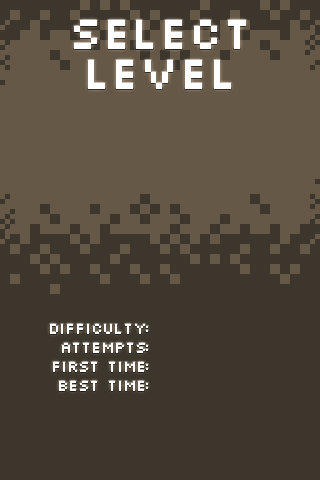 SELECT
LEVEL
DIFFICULTY:
ATTEMPTS:
FIRST TIME:
BEST TIME: